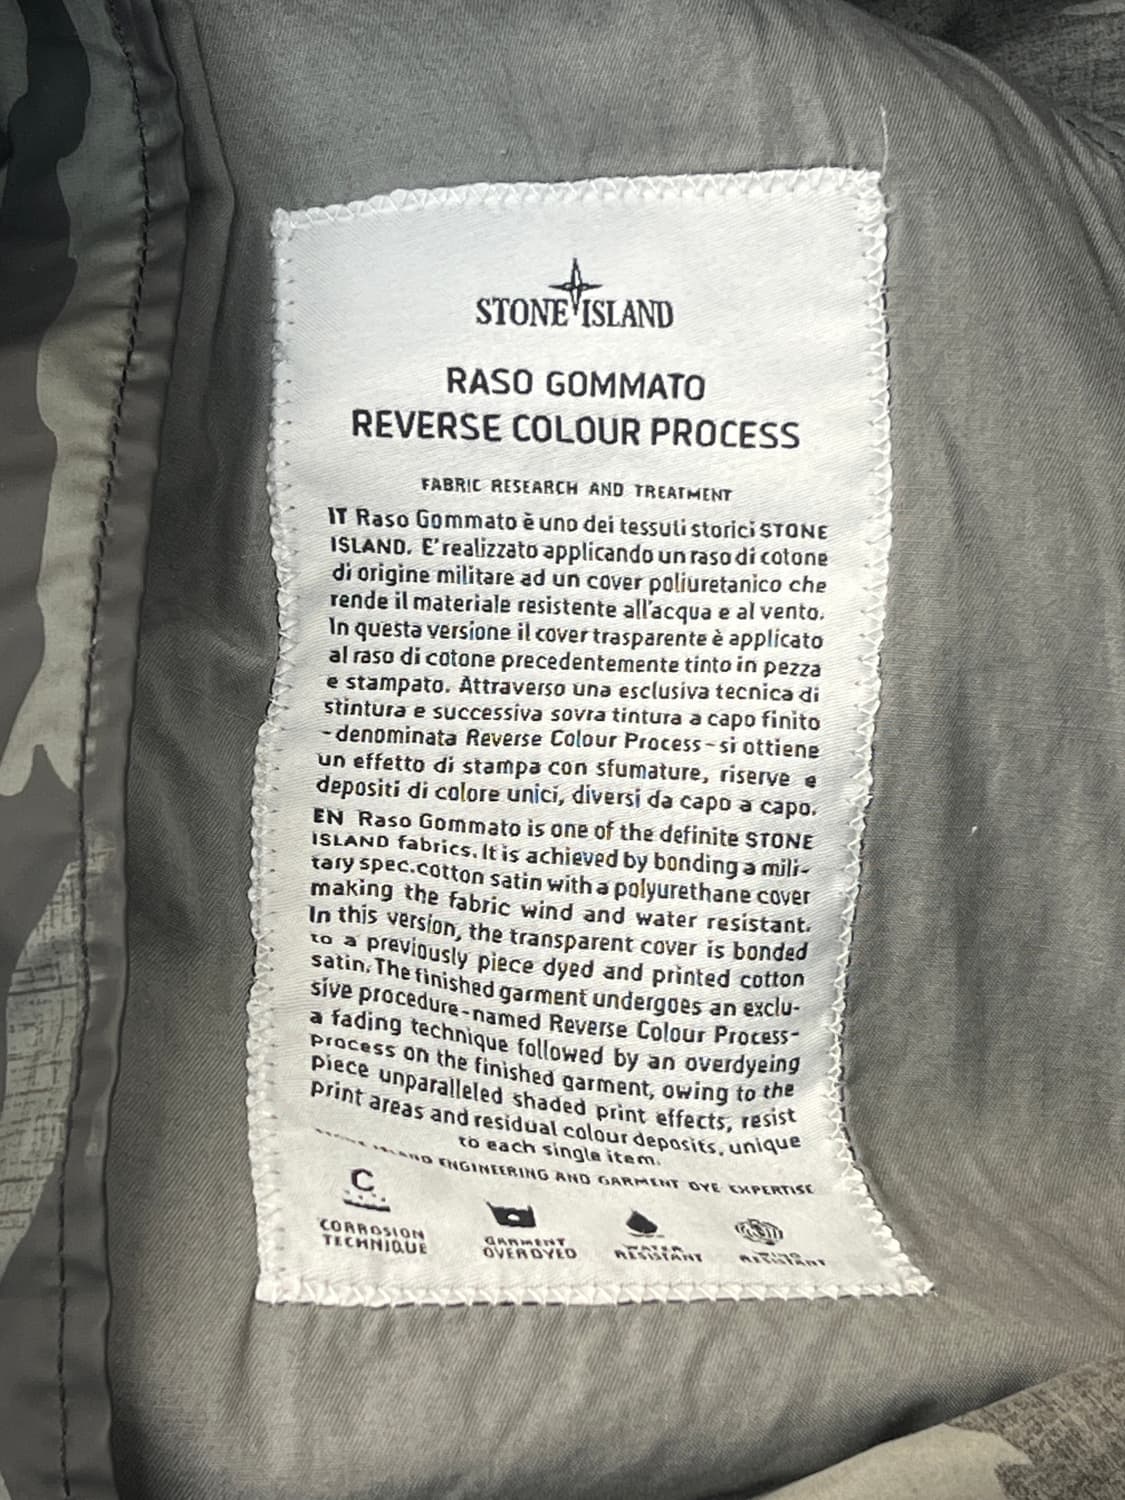 STONE ISLAND
RASO GOMMATO
REVERSE COLOUR PROCESS
FABRIC RESEARCH AND TREATMENT
IT Raso Gommato è uno dei tessuti storici STONE
ISLAND. E' realizzato applicando un raso di cotone
di origine militare ad un cover poliuretanico che
rende il materiale resistente all'acqua e al vento.
In questa versione il cover trasparente è applicato
al raso di cotone precedentemente tinto in pezza
e stampato. Attraverso una esclusiva tecnica di
stintura e successiva sovra tintura a capo finito
-denominata Reverse Colour Process-si ottiene
un effetto di stampa con sfumature, riserve e
depositi di colore unici, diversi da capo a capo.
EN Raso Gommato is one of the definite STONE
ISLAND fabrics. It is achieved by bonding a mili-
tary spec.cotton satin with a polyurethane cover
making the fabric wind and water resistant.
In this version, the transparent cover is bonded
to a previously piece dyed and printed cotton
satin. The finished garment undergoes an exclu-
sive procedure-named Reverse Colour Process-
a fading technique followed by an overdyeing
process on the finished garment, owing to the
piece unparalleled shaded print effects, resist
print areas and residual colour deposits, unique
to each single item.
STONE ISLAND ENGINEERING AND GARMENT DYE EXPERTISE
C
CORROSION
TECHNIQUE
GARMENT
OVERDYED
WATER
RESISTANT
WIND
RESISTANT